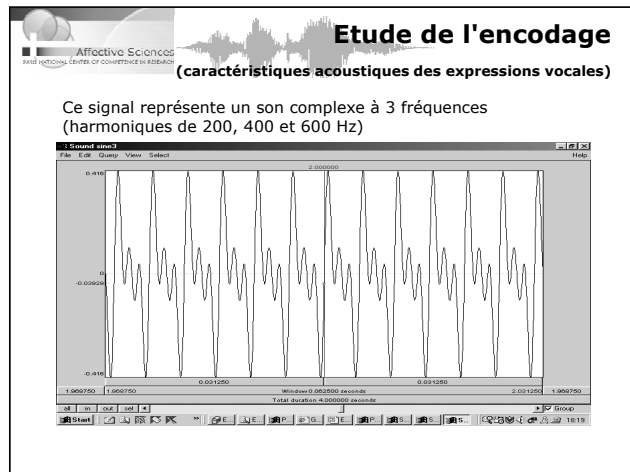 Etude de l'encodage
Affective Sciences
SWISS NATIONAL CENTER OF COMPETENCE IN RESEARCH
(caractéristiques acoustiques des expressions vocales)
Ce signal représente un son complexe à 3 fréquences
(harmoniques de 200, 400 et 600 Hz)
Sound sine3
File Edit Query View Select Help
2.000000
0.416
0
-0.03929
-0.416
0.031250 0.031250
1.968750 1.968750 Window 0.062500 seconds 2.031250 1.968750
Total duration 4.000000 seconds
all in out sel Group
Start » E... E... P... G... E... P... S... S... S... 18:19